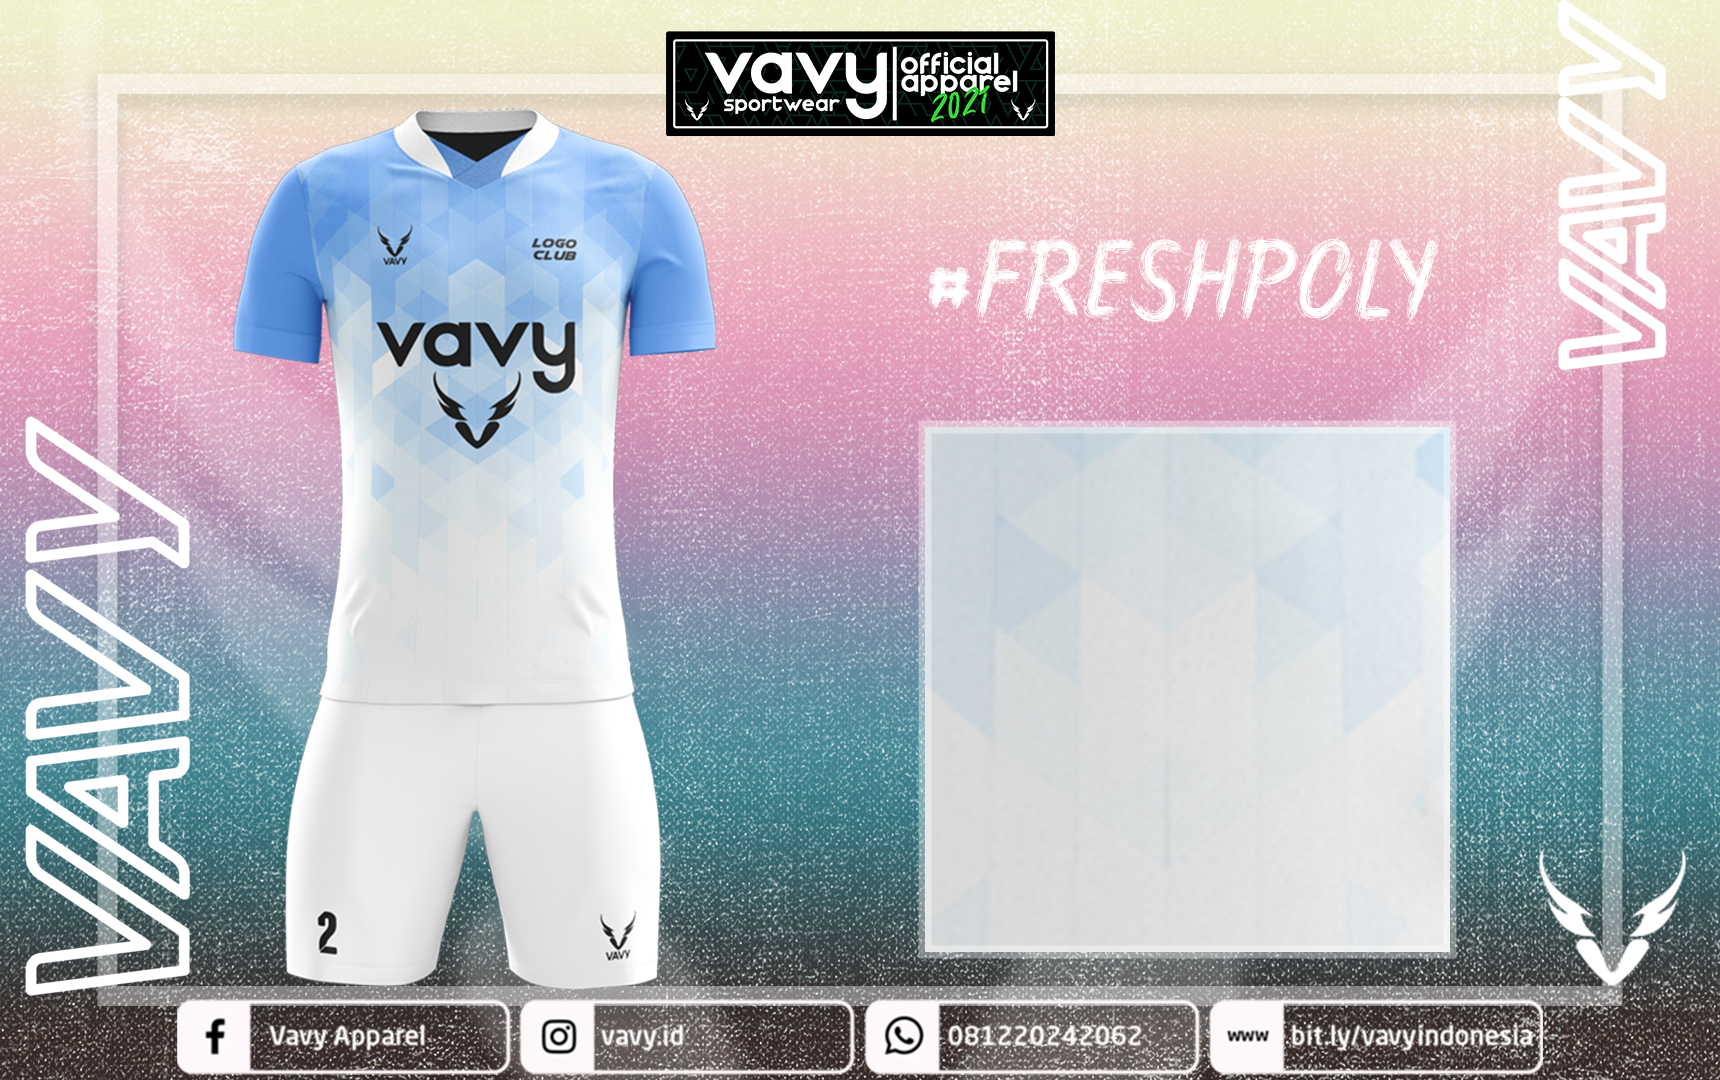 vavy
sportwear
official
apparel
2021
VAVY
VAVY
VAVY
LOGO
CLUB
vavy
#FRESHPOLY
2
VAVY
Vavy Apparel
vavy.id
081220242062
www
bit.ly/vavyindonesia